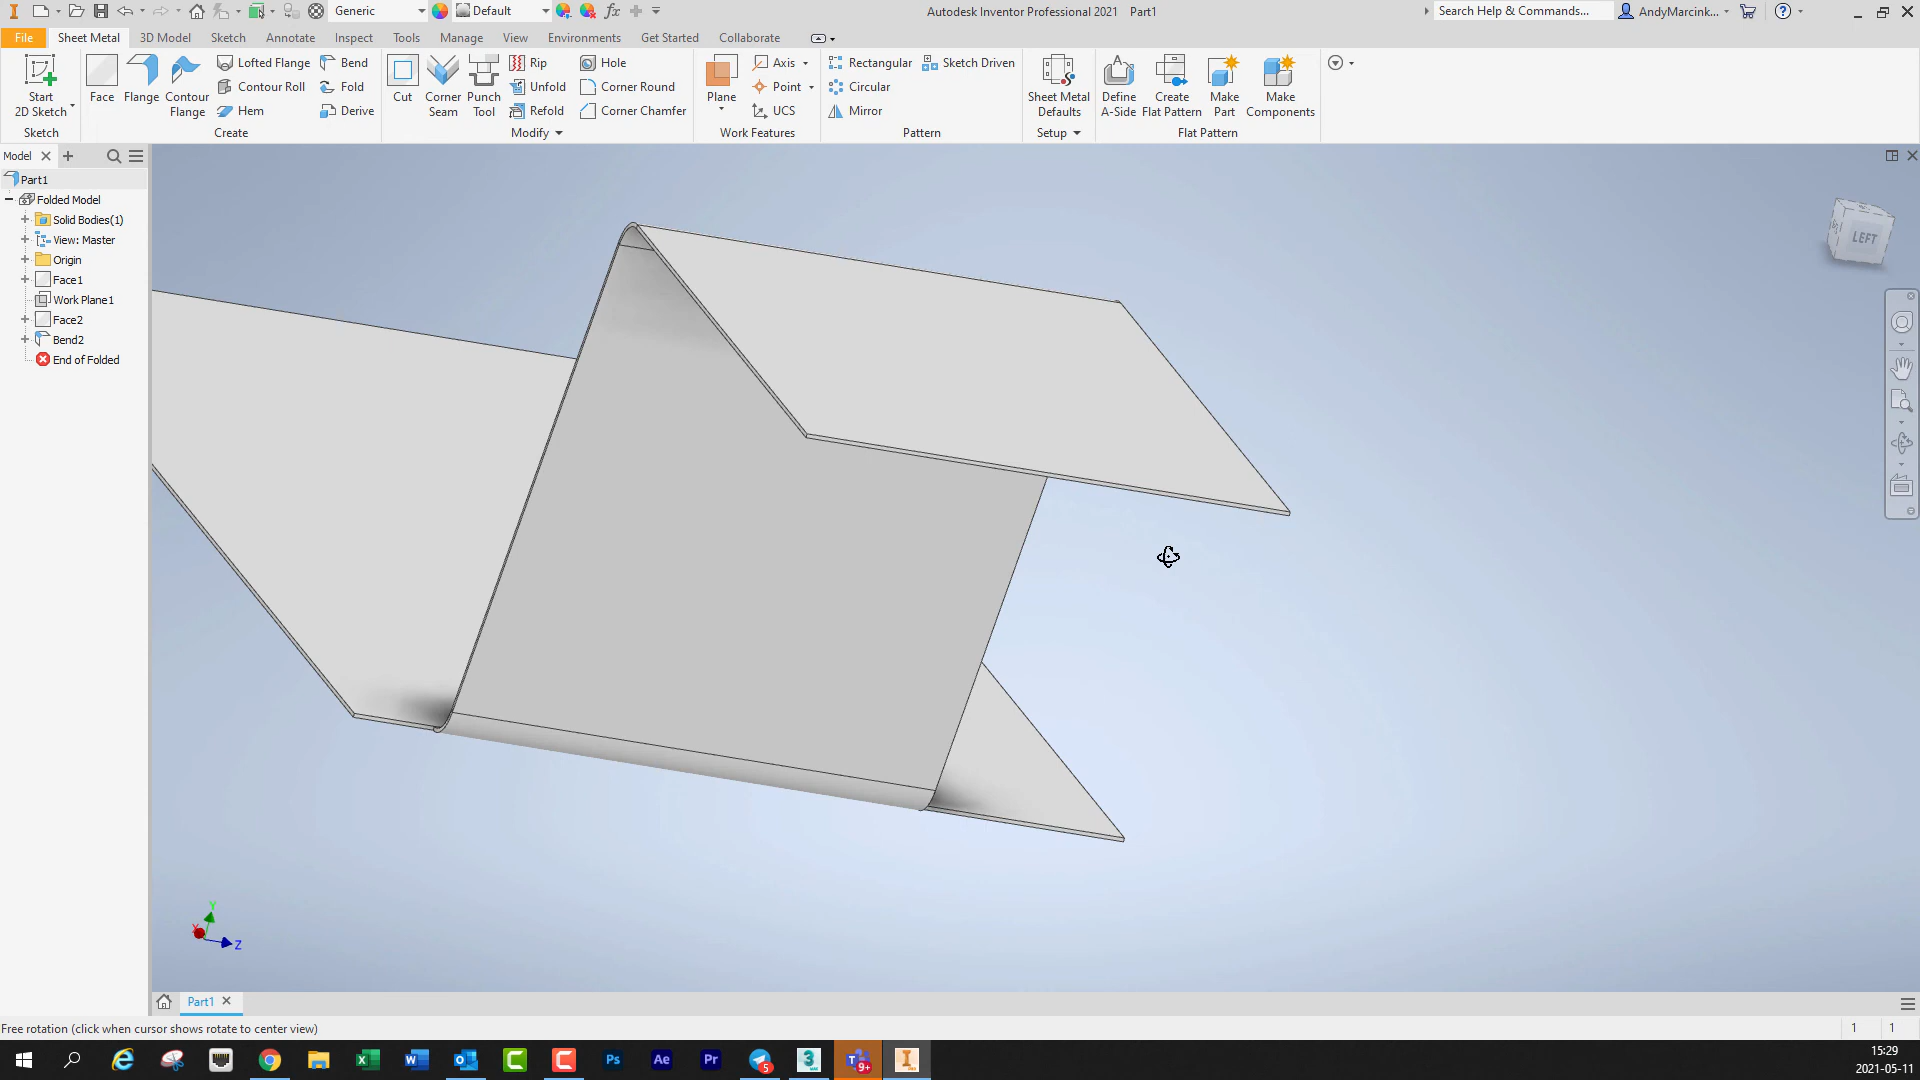 Generic
Default
fx
Autodesk Inventor Professional 2021 Part1
Search Help & Commands...
AndyMarcink...
File
Sheet Metal
3D Model
Sketch
Annotate
Inspect
Tools
Manage
View
Environments
Get Started
Collaborate
Start
2D Sketch
Sketch
Face
Flange
Contour
Flange
Lofted Flange
Contour Roll
Hem
Bend
Fold
Derive
Create
Cut
Corner
Seam
Punch
Tool
Rip
Unfold
Refold
Hole
Corner Round
Corner Chamfer
Modify
Plane
Axis
Point
UCS
Work Features
Rectangular
Circular
Mirror
Sketch Driven
Pattern
Sheet Metal
Defaults
Setup
Define
A-Side
Create
Flat Pattern
Make
Part
Make
Components
Flat Pattern
Model
Part1
Folded Model
Solid Bodies(1)
View: Master
Origin
Face1
Work Plane1
Face2
Bend2
End of Folded
LEFT
Y
X
Z
Part1
Free rotation (click when cursor shows rotate to center view)
1 1
Ps
Ae
Pr
5
3
9+
15:29
2021-05-11